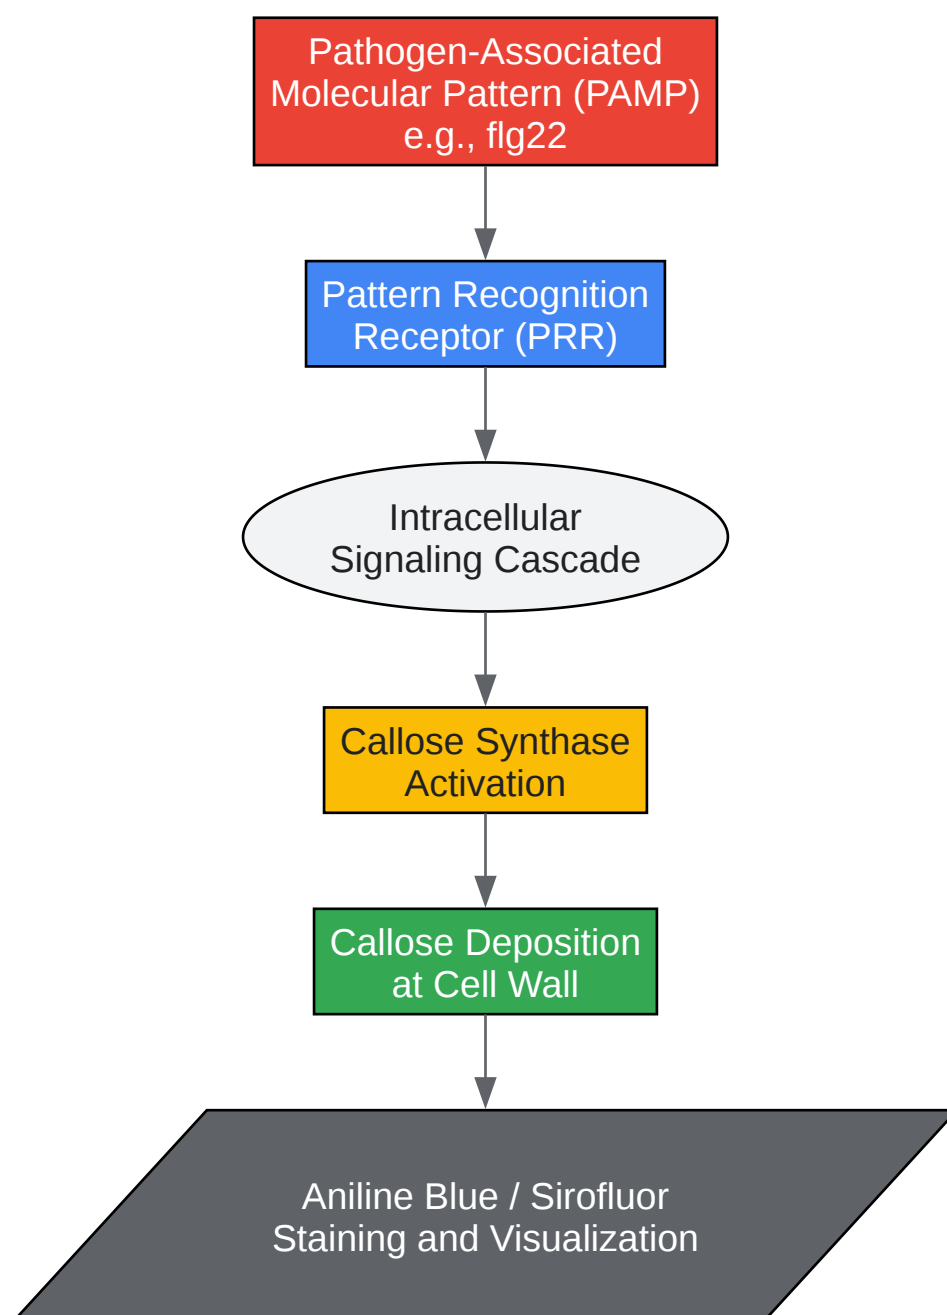 Pathogen-Associated
Molecular Pattern (PAMP)
e.g., flg22
Pattern Recognition
Receptor (PRR)
Intracellular
Signaling Cascade
Callose Synthase
Activation
Callose Deposition
at Cell Wall
Aniline Blue / Sirofluor
Staining and Visualization